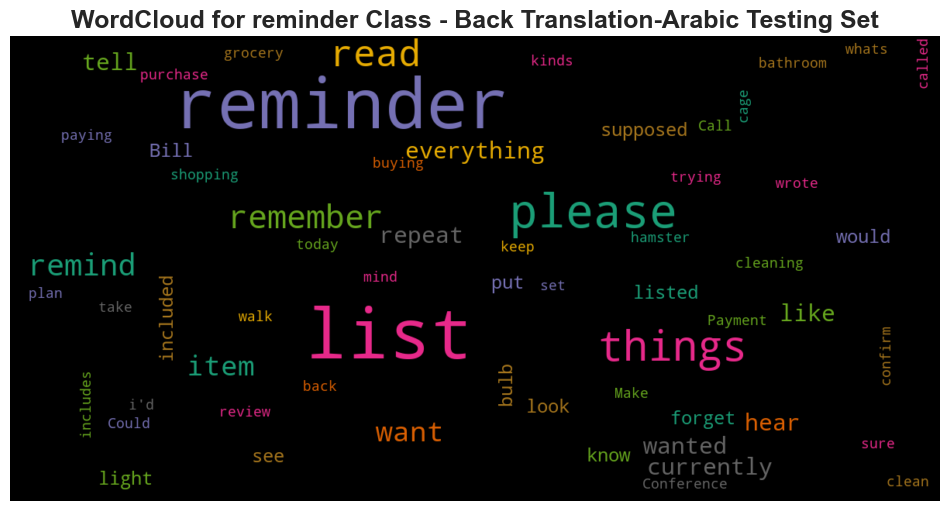 WordCloud for reminder Class - Back Translation-Arabic Testing Set
tell
purchase
grocery
read
kinds
bathroom
whats
called
reminder
cage
supposed
Call
paying
Bill
everything
buying
shopping
trying
wrote
remember
today
repeat
please
keep
hamster
would
remind
mind
cleaning
plan
take
included
put
set
listed
walk
list
things
Payment
like
item
confirm
back
bulb
Make
includes
i'd
Could
review
look
forget
hear
want
wanted
sure
see
know
currently
light
Conference
clean